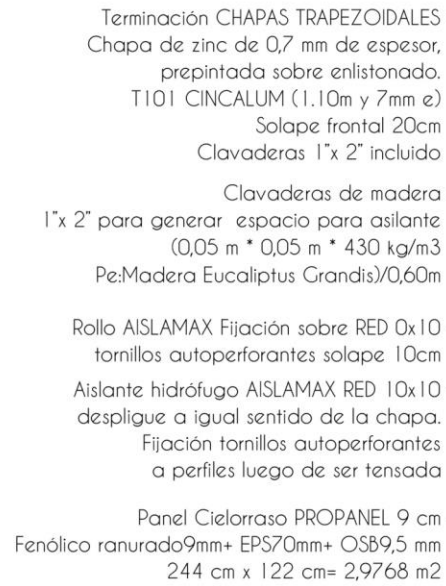 Terminación CHAPAS TRAPEZOIDALES
Chapa de zinc de 0,7 mm de espesor,
prepintada sobre enlistonado.
T101 CINCALUM (1.10m y 7mm e)
Solape frontal 20cm
Clavaderas 1"x 2" incluido
Clavaderas de madera
1"x 2" para generar espacio para asilante
(0,05 m * 0,05 m * 430 kg/m3
Pe:Madera Eucaliptus Grandis)/0,60m
Rollo AISLAMAX Fijación sobre RED 0x10
tornillos autoperforantes solape 10cm
Aislante hidrófugo AISLAMAX RED 10x10
despligue a igual sentido de la chapa.
Fijación tornillos autoperforantes
a perfiles luego de ser tensada
Panel Cielorraso PROPANEL 9 cm
Fenólico ranurado9mm+ EPS70mm+ OSB9,5 mm
244 cm x 122 cm= 2,9768 m2